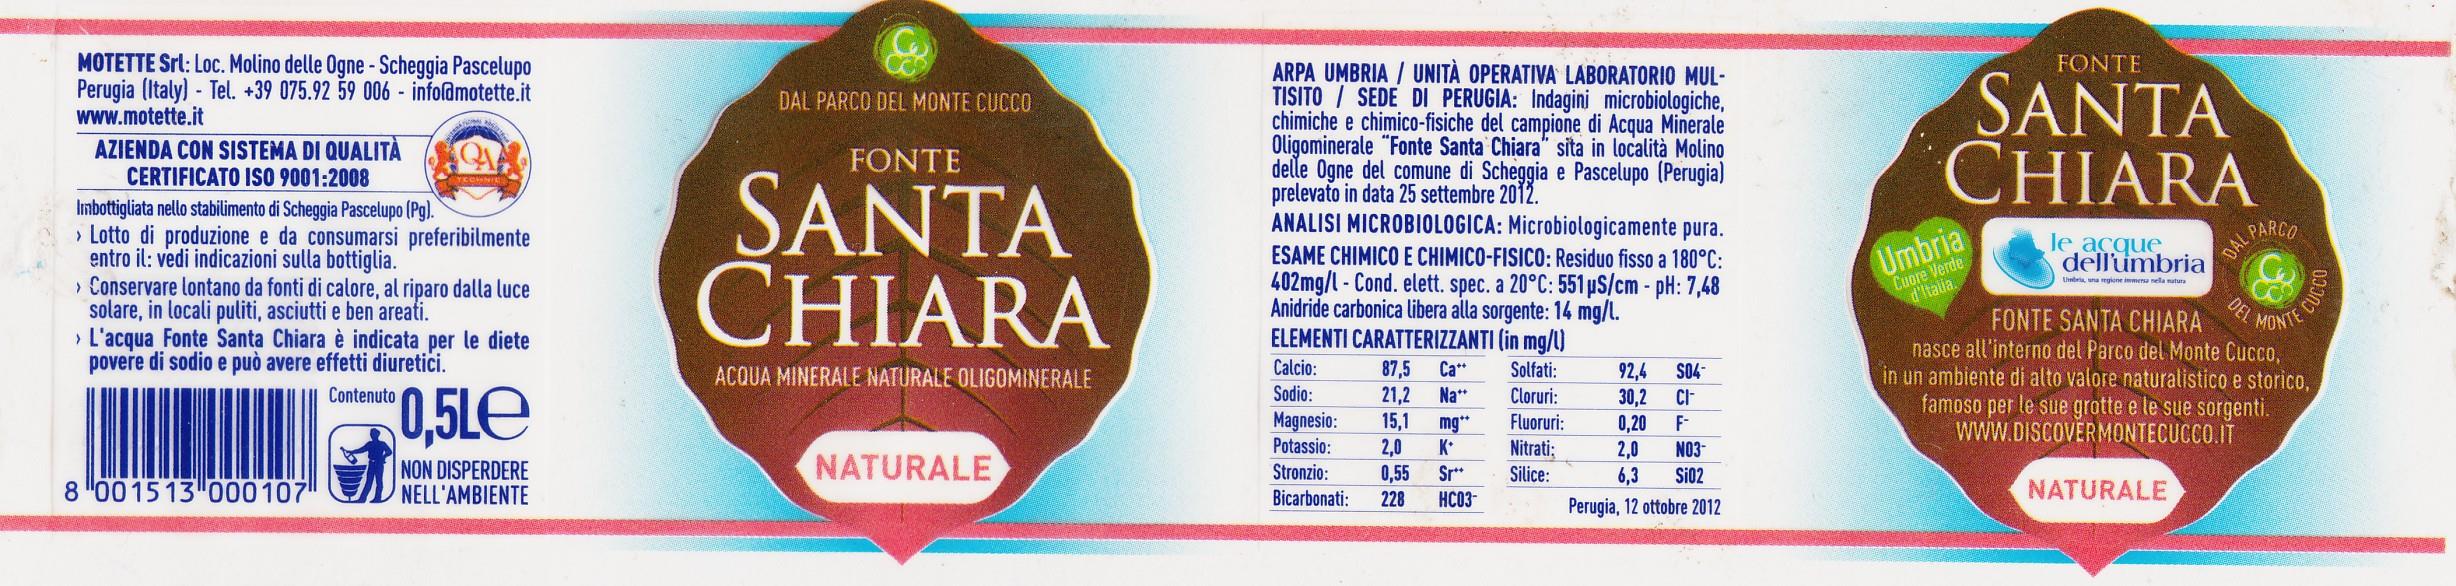 MOTETTE Srl: Loc. Molino delle Ogne - Scheggia Pascelupo
Perugia (Italy) - Tel. +39 075.92 59 006 - info@motette.it
www.motette.it
AZIENDA CON SISTEMA DI QUALITÀ
CERTIFICATO ISO 9001:2008
QA
TECHNIC
Imbottigliata nello stabilimento di Scheggia Pascelupo (Pg).
› Lotto di produzione e da consumarsi preferibilmente
entro il: vedi indicazioni sulla bottiglia.
› Conservare lontano da fonti di calore, al riparo dalla luce
solare, in locali puliti, asciutti e ben areati.
› L'acqua Fonte Santa Chiara è indicata per le diete
povere di sodio e può avere effetti diuretici.
Contenuto 0,5L e
NON DISPERDERE
NELL'AMBIENTE
8 001513 000107
DAL PARCO DEL MONTE CUCCO
FONTE
SANTA
CHIARA
ACQUA MINERALE NATURALE OLIGOMINERALE
NATURALE
ARPA UMBRIA / UNITÀ OPERATIVA LABORATORIO MUL-
TISITO / SEDE DI PERUGIA: Indagini microbiologiche,
chimiche e chimico-fisiche del campione di Acqua Minerale
Oligominerale "Fonte Santa Chiara" sita in località Molino
delle Ogne del comune di Scheggia e Pascelupo (Perugia)
prelevato in data 25 settembre 2012.
ANALISI MICROBIOLOGICA: Microbiologicamente pura.
ESAME CHIMICO E CHIMICO-FISICO: Residuo fisso a 180°C:
402mg/l - Cond. elett. spec. a 20°C: 551 µS/cm - pH: 7,48
Anidride carbonica libera alla sorgente: 14 mg/l.
ELEMENTI CARATTERIZZANTI (in mg/l)
Calcio: 87,5 Ca++ Solfati: 92,4 SO4-
Sodio: 21,2 Na++ Cloruri: 30,2 Cl-
Magnesio: 15,1 mg++ Fluoruri: 0,20 F-
Potassio: 2,0 K+ Nitrati: 2,0 NO3-
Stronzio: 0,55 Sr++ Silice: 6,3 SiO2
Bicarbonati: 228 HCO3-
Perugia, 12 ottobre 2012
FONTE
SANTA
CHIARA
Umbria
Cuore Verde
d'Italia.
le acque
dell'umbria
Umbria, una regione immersa nella natura
DAL PARCO
DEL MONTE CUCCO
FONTE SANTA CHIARA
nasce all'interno del Parco del Monte Cucco,
in un ambiente di alto valore naturalistico e storico,
famoso per le sue grotte e le sue sorgenti.
WWW.DISCOVERMONTECUCCO.IT
NATURALE